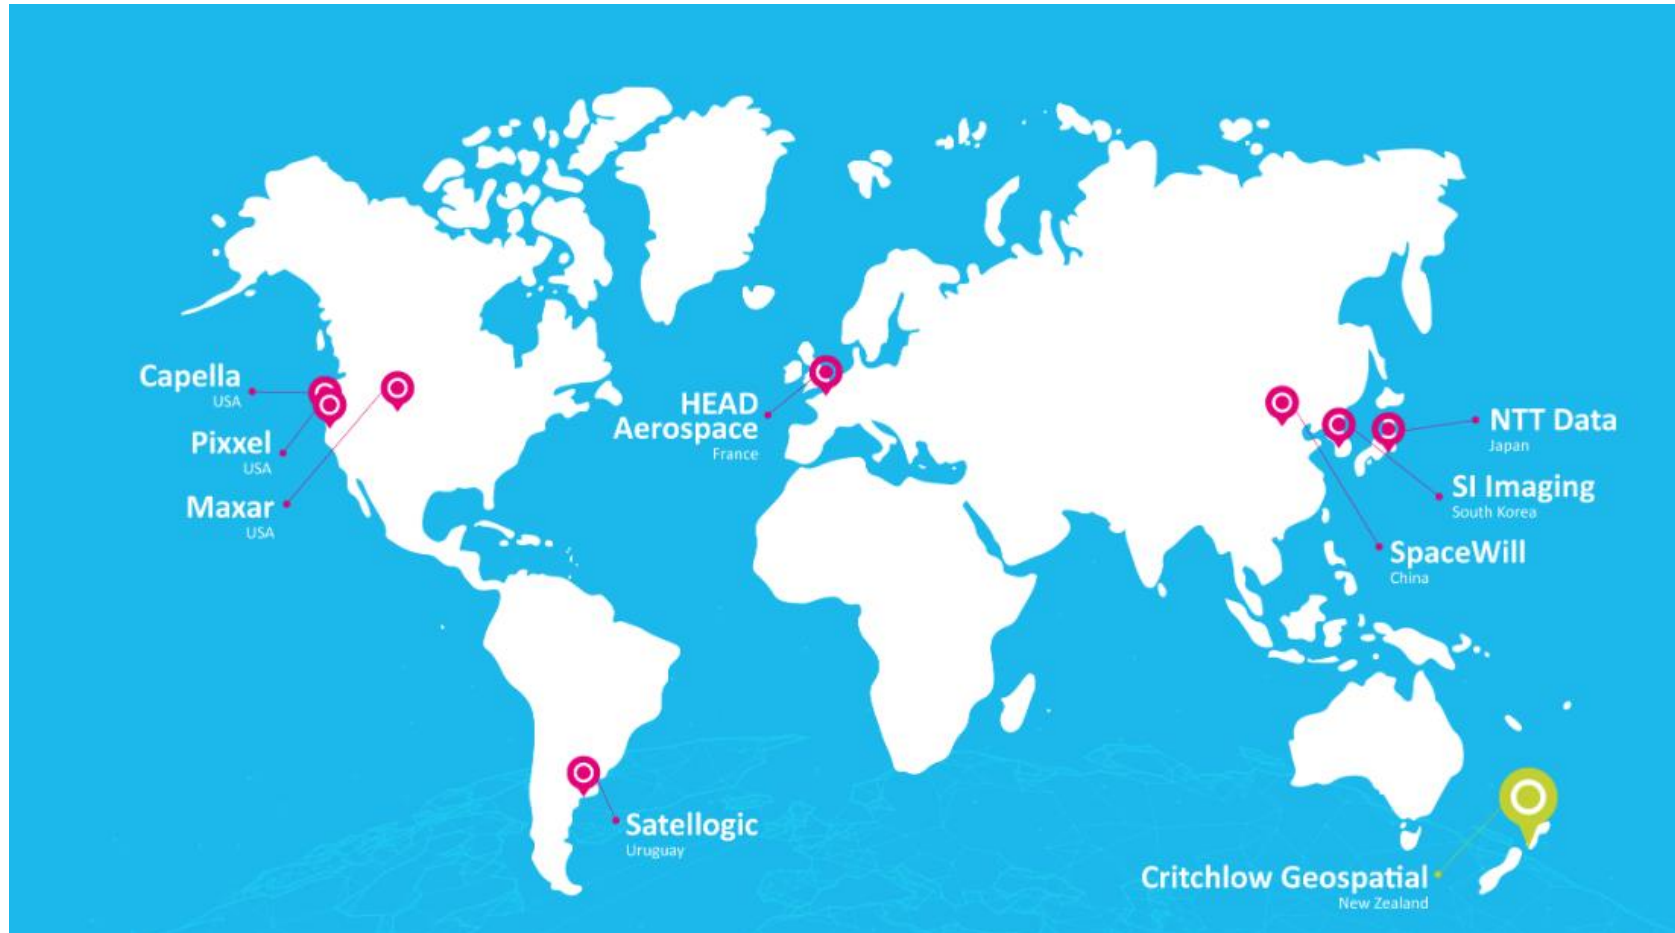 Capella
USA
Pixxel
USA
Maxar
USA
HEAD
Aerospace
France
NTT Data
Japan
SI Imaging
South Korea
SpaceWill
China
Satellogic
Uruguay
Critchlow Geospatial
New Zealand